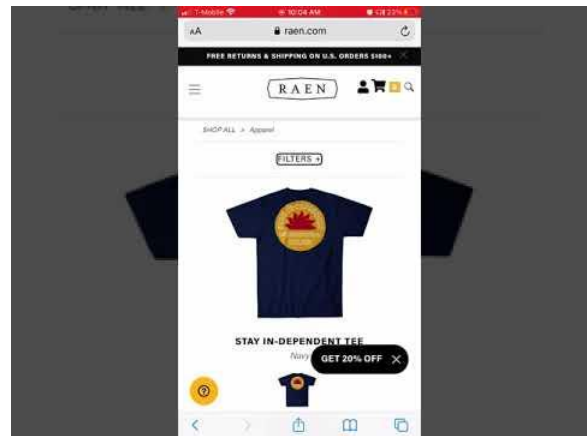 T-Mobile
10:04 AM
22%
AA
raen.com
FREE RETURNS & SHIPPING ON U.S. ORDERS $100+
RAEN
SHOP ALL > Apparel
FILTERS +
STAY IN-DEPENDENT TEE
Navy
GET 20% OFF ×